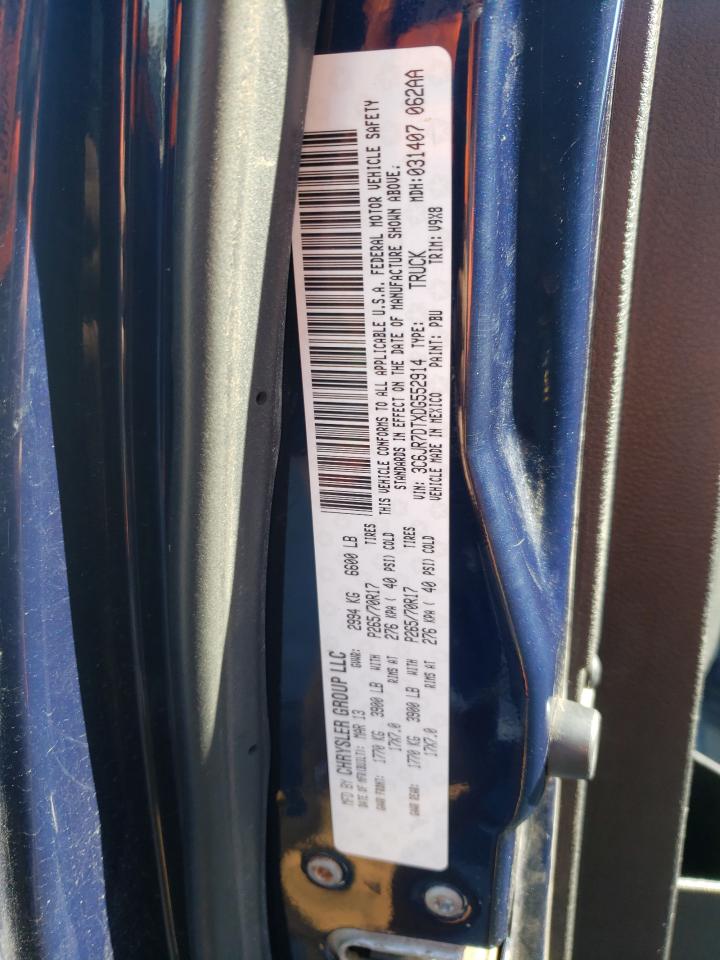 MFD BY CHRYSLER GROUP LLC
DATE OF MFR(BUILT): MAR 13 GVWR: 2994 KG 6600 LB
GAWR FRONT: 1770 KG 3900 LB WITH P265/70R17 TIRES
17X7.0 RIMS AT 276 KPA ( 40 PSI) COLD
GAWR REAR: 1770 KG 3900 LB WITH P265/70R17 TIRES
17X7.0 RIMS AT 276 KPA ( 40 PSI) COLD
THIS VEHICLE CONFORMS TO ALL APPLICABLE U.S.A. FEDERAL MOTOR VEHICLE SAFETY
STANDARDS IN EFFECT ON THE DATE OF MANUFACTURE SHOWN ABOVE.
VIN: 3C6JR7DTXDG552914 TYPE: TRUCK MDH:031407 062AA
VEHICLE MADE IN MEXICO PAINT: PBU TRIM: V9X8